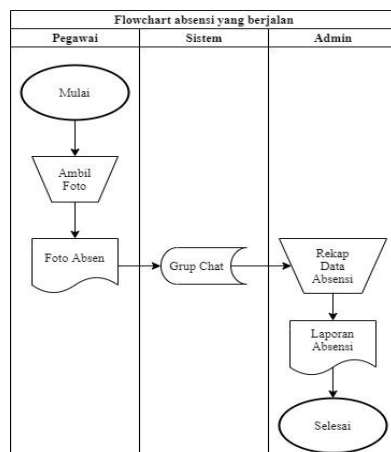 Flowchart absensi yang berjalan
Pegawai
Sistem
Admin
Mulai
Ambil
Foto
Foto Absen
Grup Chat
Rekap
Data
Absensi
Laporan
Absensi
Selesai